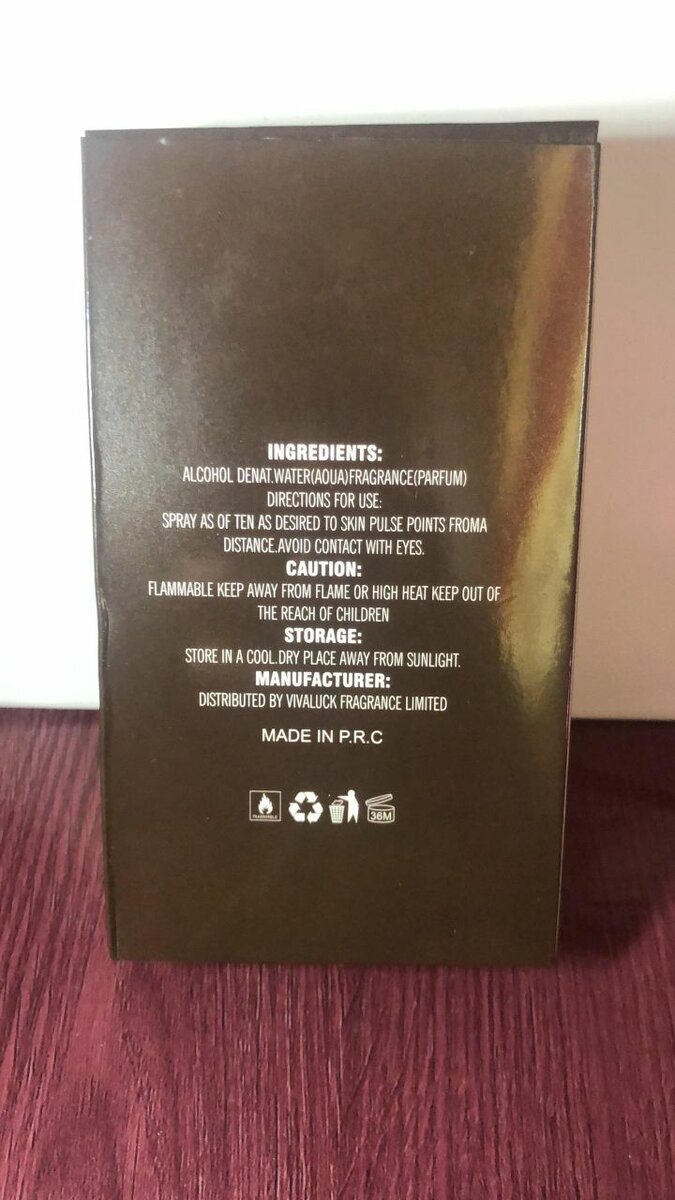 INGREDIENTS:
ALCOHOL DENAT.WATER(AOUA)FRAGRANCE(PARFUM)
DIRECTIONS FOR USE:
SPRAY AS OF TEN AS DESIRED TO SKIN PULSE POINTS FROMA
DISTANCE.AVOID CONTACT WITH EYES.
CAUTION:
FLAMMABLE KEEP AWAY FROM FLAME OR HIGH HEAT KEEP OUT OF
THE REACH OF CHILDREN
STORAGE:
STORE IN A COOL.DRY PLACE AWAY FROM SUNLIGHT.
MANUFACTURER:
DISTRIBUTED BY VIVALUCK FRAGRANCE LIMITED
MADE IN P.R.C
36M